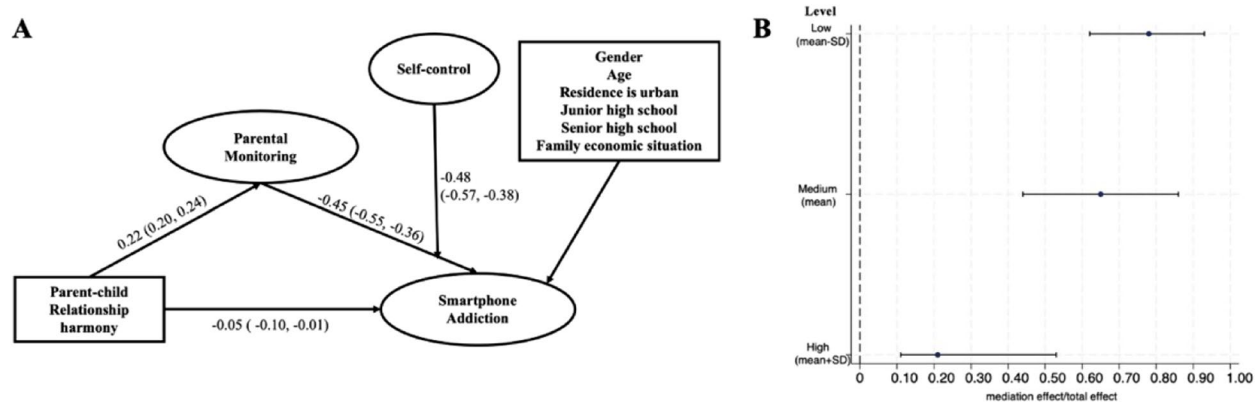 A
Self-control
Gender
Age
Residence is urban
Junior high school
Senior high school
Family economic situation
Parental
Monitoring
-0.48
(-0.57, -0.38)
0.22 (0.20, 0.24)
-0.45 (-0.55, -0.36)
Parent-child
Relationship
harmony
-0.05 ( -0.10, -0.01)
Smartphone
Addiction
B
Level
Low
(mean-SD)
Medium
(mean)
High
(mean+SD)
0 0.10 0.20 0.30 0.40 0.50 0.60 0.70 0.80 0.90 1.00
mediation effect/total effect